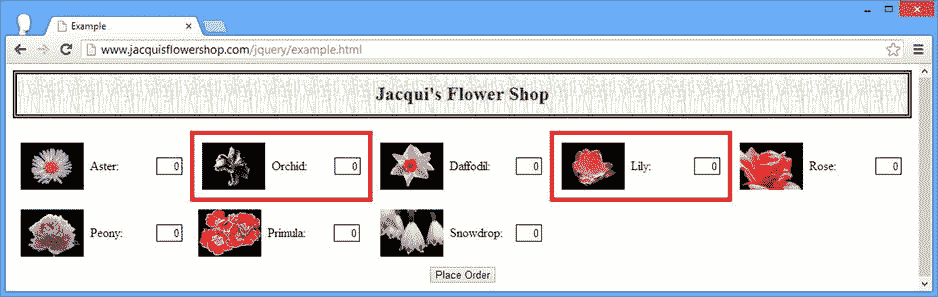 Example
www.jacquisflowershop.com/jquery/example.html
Jacqui's Flower Shop
Aster: 0 Orchid: 0 Daffodil: 0 Lily: 0 Rose: 0
Peony: 0 Primula: 0 Snowdrop: 0
Place Order